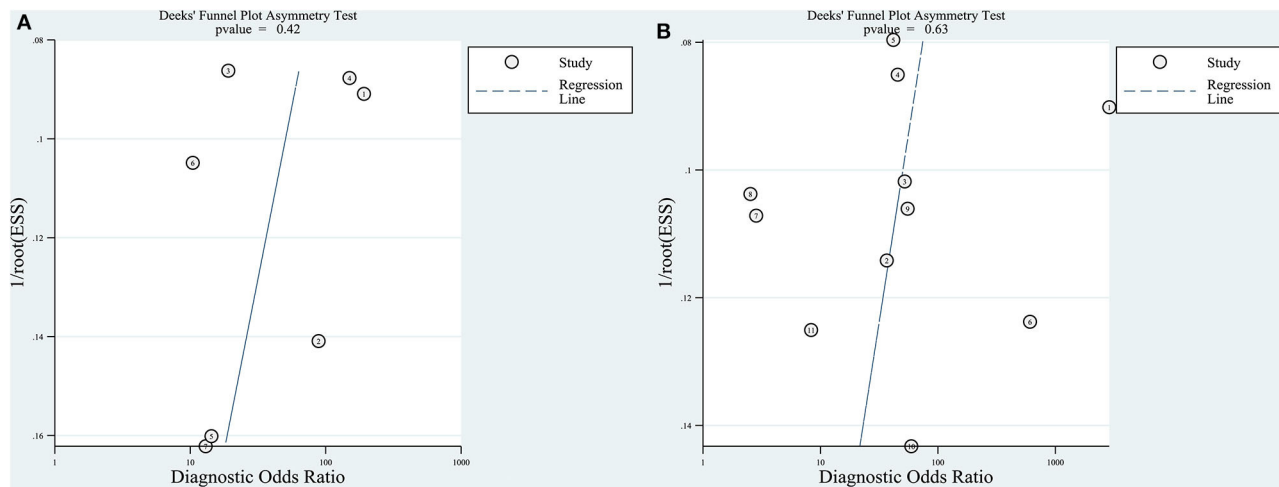 A
Deeks' Funnel Plot Asymmetry Test
pvalue = 0.42
.08
.1
.12
.14
.16
1/root(ESS)
3
4
1
6
2
5
7
1
10
100
1000
Diagnostic Odds Ratio
Study
Regression
Line
B
Deeks' Funnel Plot Asymmetry Test
pvalue = 0.63
.08
.1
.12
.14
1/root(ESS)
5
4
1
3
8
9
7
2
6
11
10
1
10
100
1000
Diagnostic Odds Ratio
Study
Regression
Line